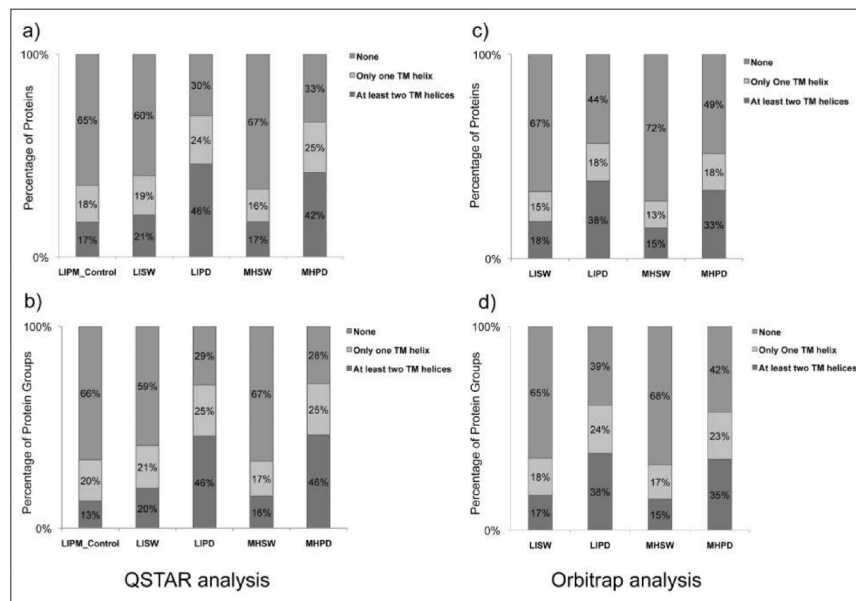 a)
100%
Percentage of Proteins
0%
65%
18%
17%
60%
19%
21%
30%
24%
46%
67%
16%
17%
33%
25%
42%
LIPM_Control LISW LIPD MHSW MHPD
None
Only one TM helix
At least two TM helices
c)
100%
Percentage of Proteins
0%
67%
15%
18%
44%
18%
38%
72%
13%
15%
49%
18%
33%
LISW LIPD MHSW MHPD
None
Only One TM helix
At least two TM helices
b)
100%
Percentage of Protein Groups
0%
66%
20%
13%
59%
21%
20%
29%
25%
46%
67%
17%
16%
28%
25%
46%
LIPM_Control LISW LIPD MHSW MHPD
None
Only one TM helix
At least two TM helices
d)
100%
Percentage of Protein Groups
0%
65%
18%
17%
39%
24%
38%
68%
17%
15%
42%
23%
35%
LISW LIPD MHSW MHPD
None
Only One TM helix
At least two TM helices
QSTAR analysis
Orbitrap analysis